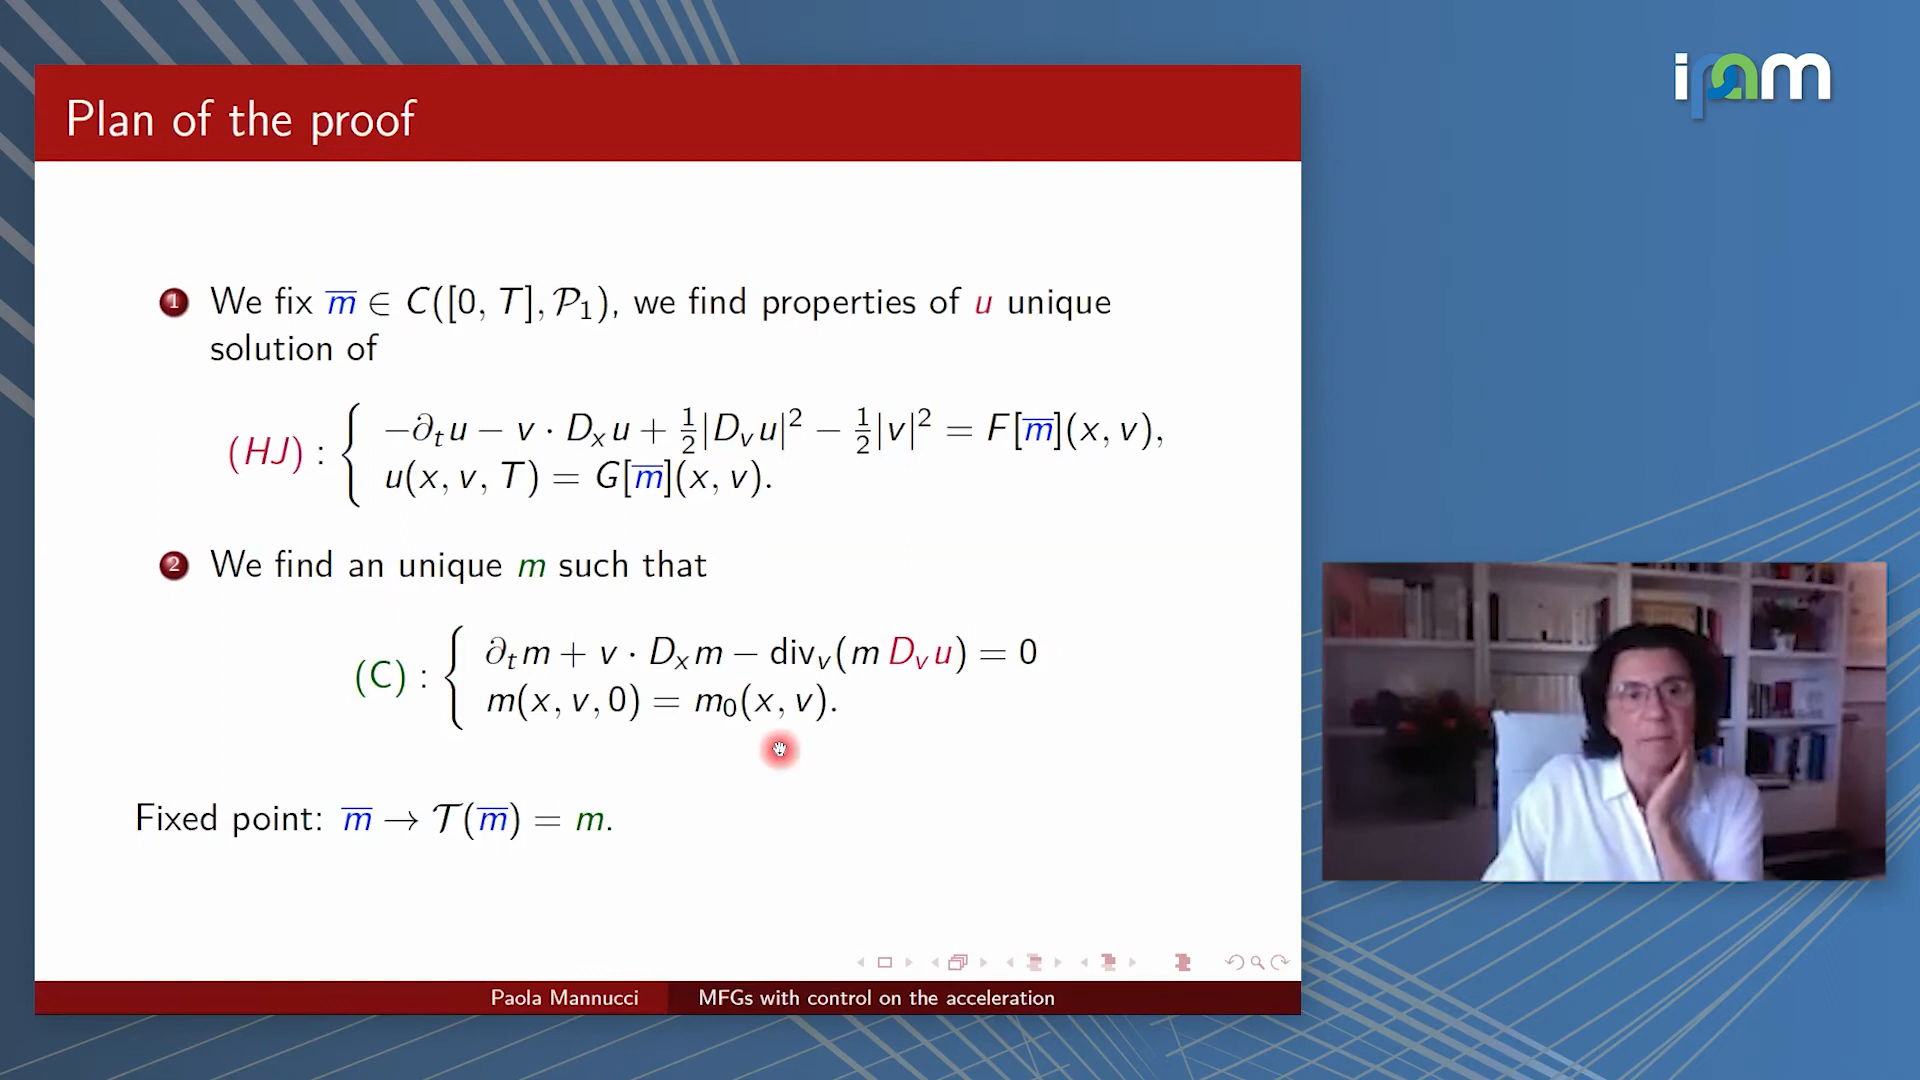 ipam
Plan of the proof
1 We fix m̅ ∈ C([0, T], 𝒫₁), we find properties of u unique
solution of
(HJ) : { −∂ₜu − v · Dₓu + ½|Dᵥu|² − ½|v|² = F[m̅](x, v),
u(x, v, T) = G[m̅](x, v).
2 We find an unique m such that
(C) : { ∂ₜm + v · Dₓm − divᵥ(m Dᵥu) = 0
m(x, v, 0) = m₀(x, v).
Fixed point: m̅ → 𝒯(m̅) = m.
Paola Mannucci MFGs with control on the acceleration